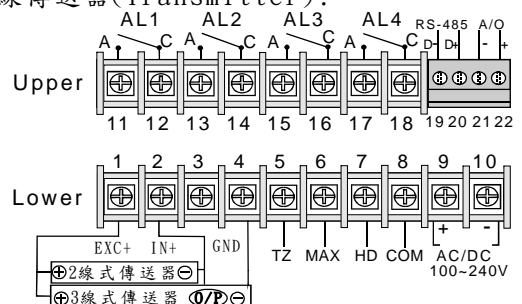 線傳送器(Transmitter):
AL1 AL2 AL3 AL4 RS-485 A/O
A C A C A C A C D- D+ - +
Upper
11 12 13 14 15 16 17 18 19 20 21 22
1 2 3 4 5 6 7 8 9 10
Lower
+ -
EXC+ IN+ GND TZ MAX HD COM AC/DC
100~240V
⊕2線式傳送器⊖
⊕3線式傳送器 O/P ⊖